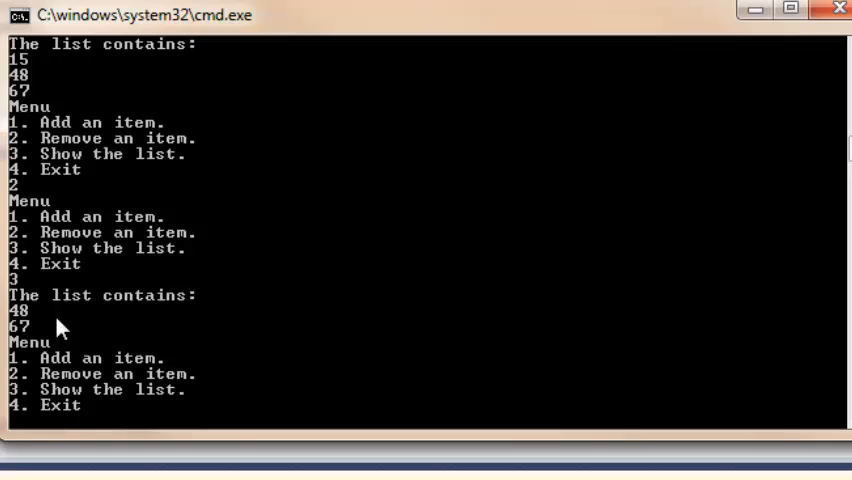 C:\windows\system32\cmd.exe
The list contains:
15
48
67
Menu
1. Add an item.
2. Remove an item.
3. Show the list.
4. Exit
2
Menu
1. Add an item.
2. Remove an item.
3. Show the list.
4. Exit
3
The list contains:
48
67
Menu
1. Add an item.
2. Remove an item.
3. Show the list.
4. Exit